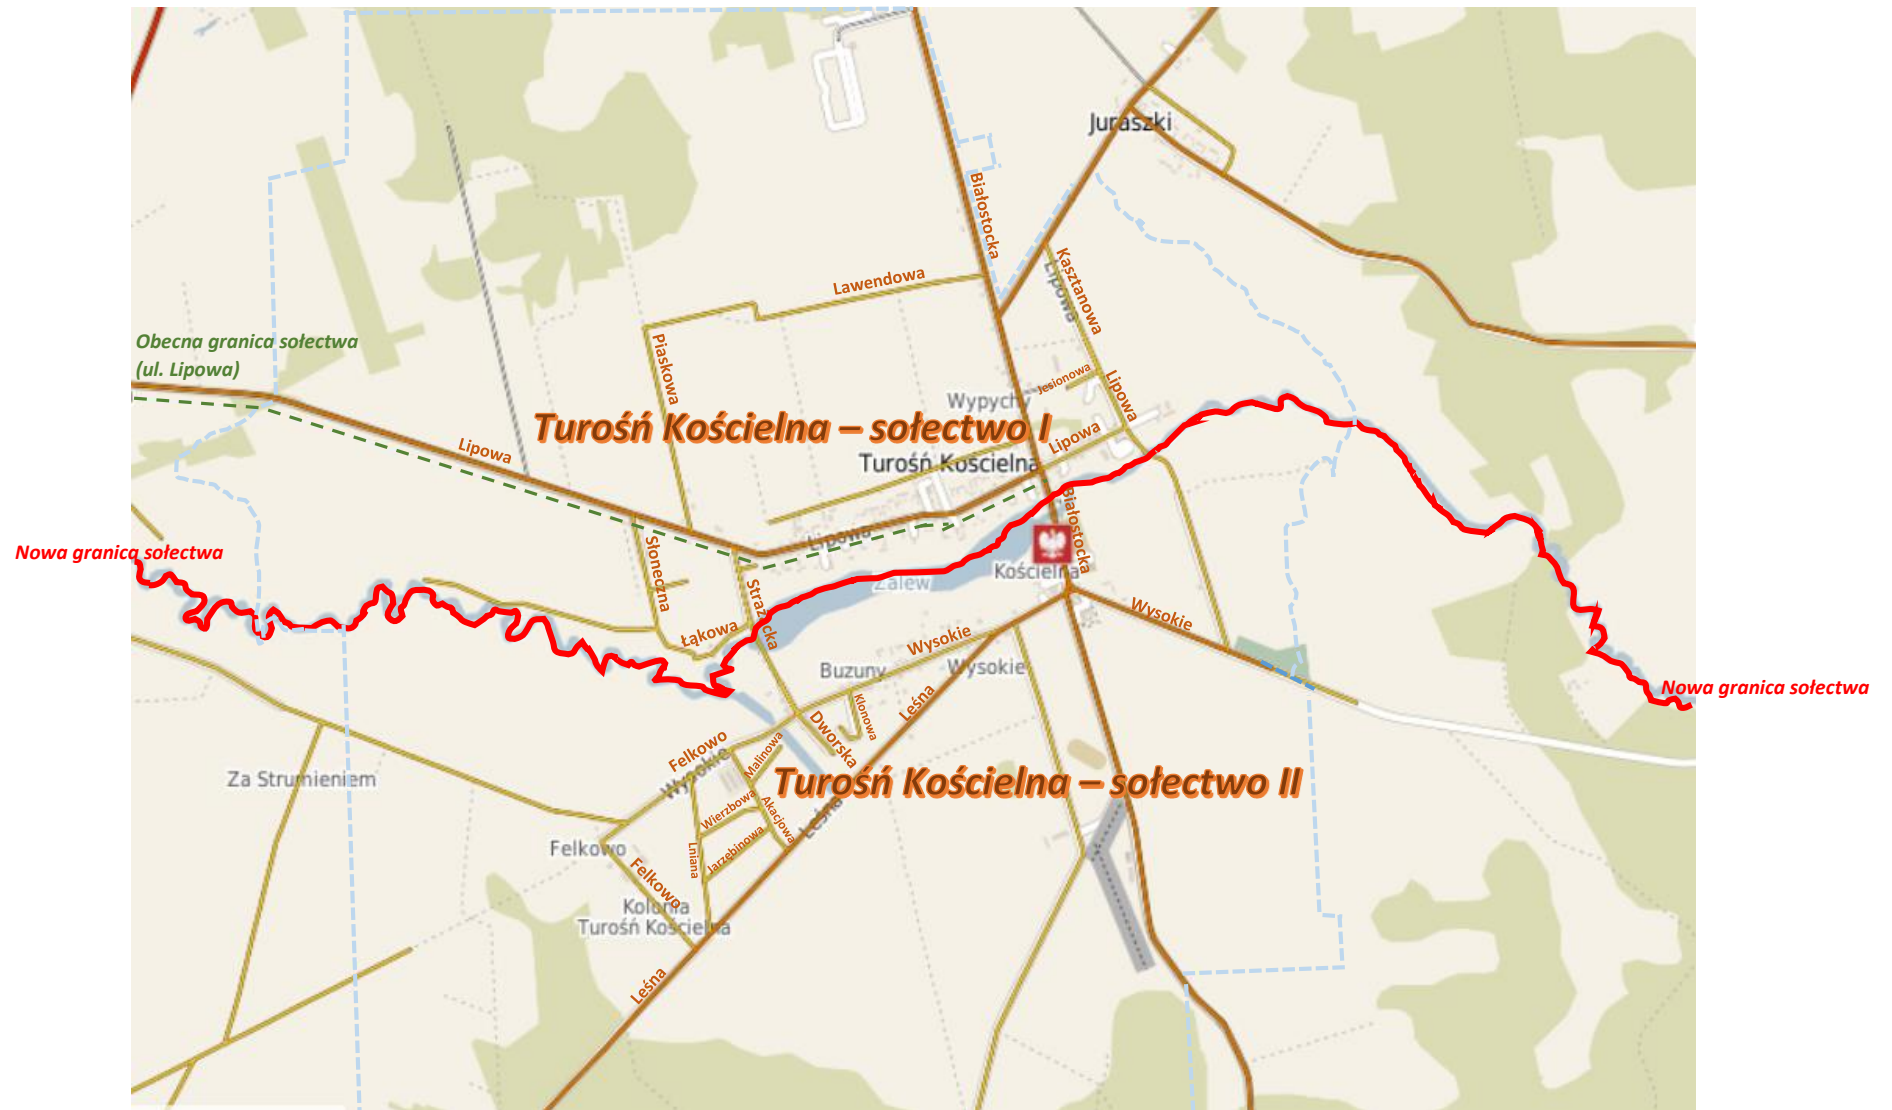 Juraszki
Białostocka
Kasztanowa
Lipowa
Lawendowa
Obecna granica sołectwa
(ul. Lipowa)
Piaskowa
Jesionowa
Lipowa
Wypychy
Turośń Kościelna – sołectwo I
Lipowa
Lipowa
Turośń Kościelna
Białostocka
Lipowa
Nowa granica sołectwa
Słoneczna
Strażacka
Zalew
Kościelna
Łąkowa
Wysokie
Wysokie
Buzuny
Wysokie
Nowa granica sołectwa
Leśna
Klonowa
Dworska
Felkowo
Wysokie
Malinowa
Za Strumieniem
Turośń Kościelna – sołectwo II
Wierzbowa
Akacjowa
Leśna
Felkowo
Lniana
Jarzębinowa
Felkowo
Kolonia
Turośń Kościelna
Leśna